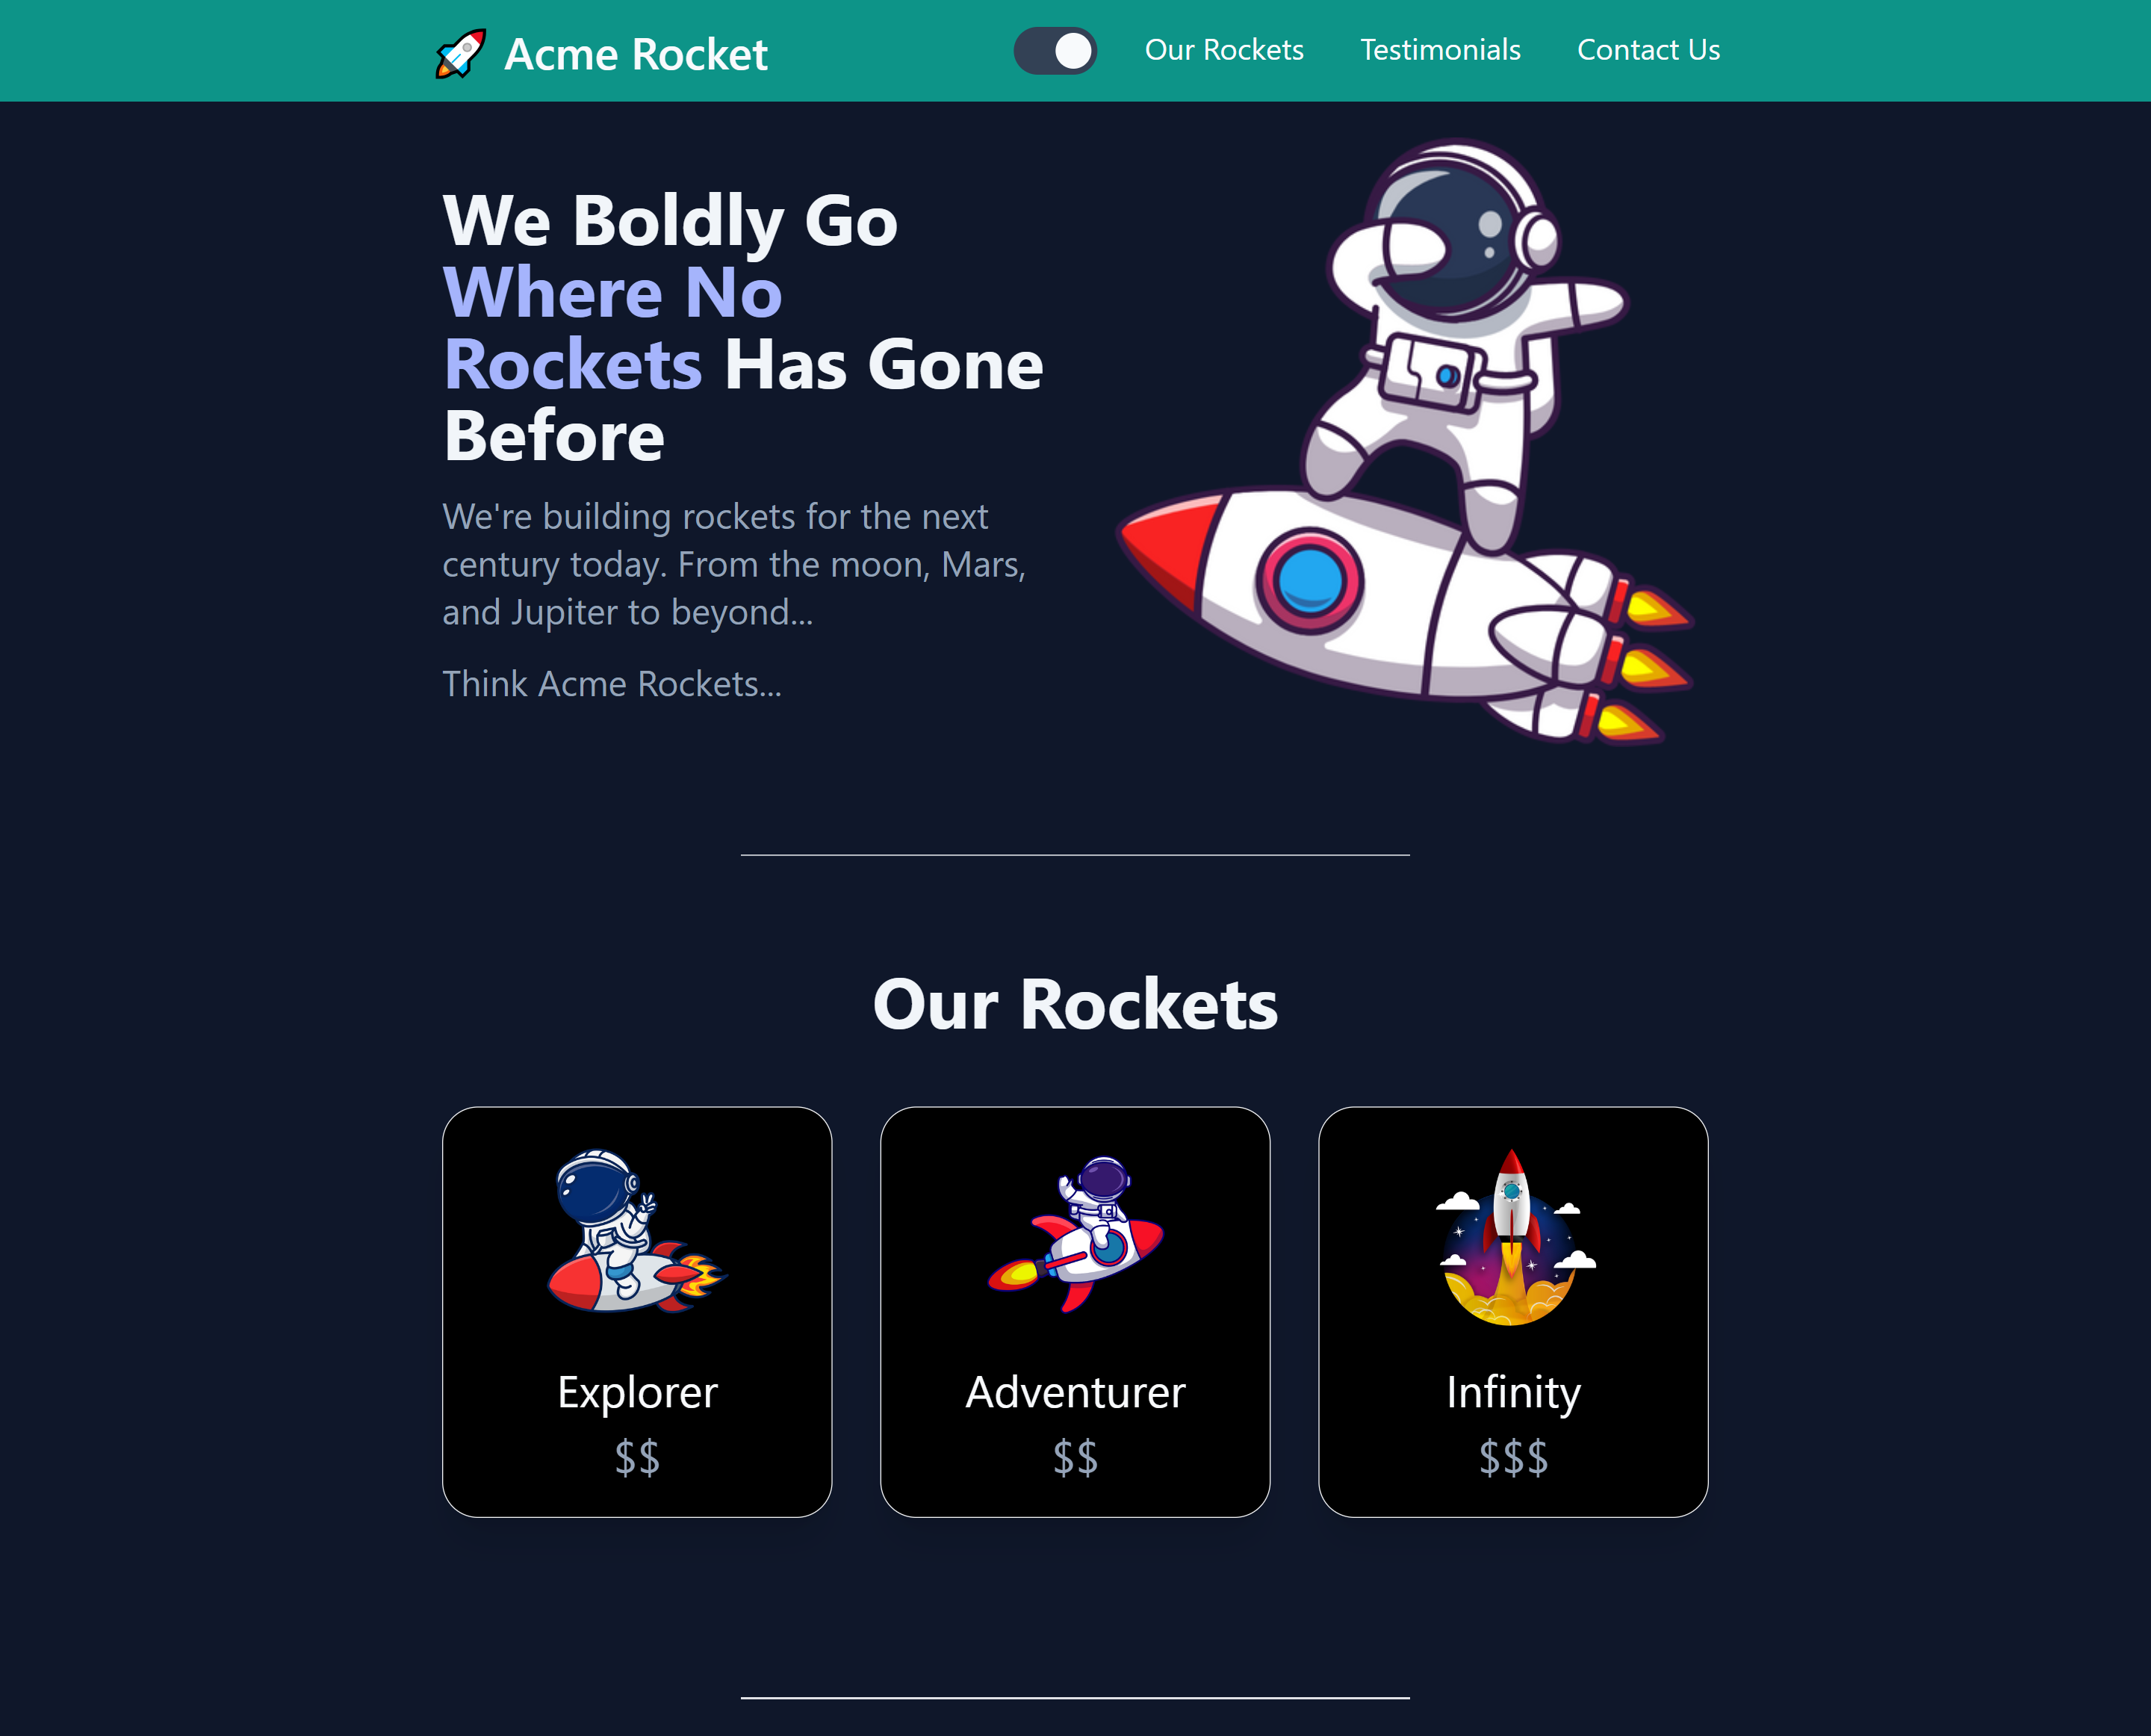 Acme Rocket
Our Rockets
Testimonials
Contact Us
We Boldly Go
Where No
Rockets Has Gone
Before
We're building rockets for the next
century today. From the moon, Mars,
and Jupiter to beyond...
Think Acme Rockets...
Our Rockets
Explorer
$$
Adventurer
$$
Infinity
$$$